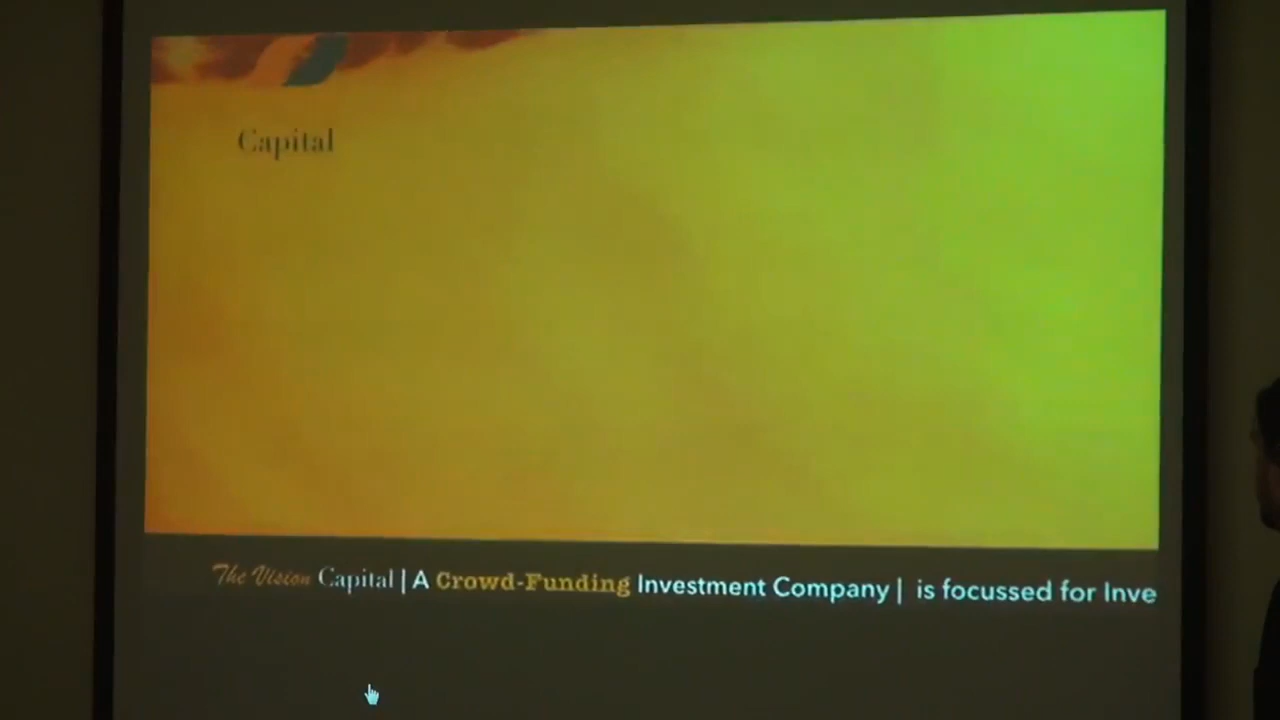 Capital
The Vision Capital | A Crowd-Funding Investment Company | is focussed for Inve